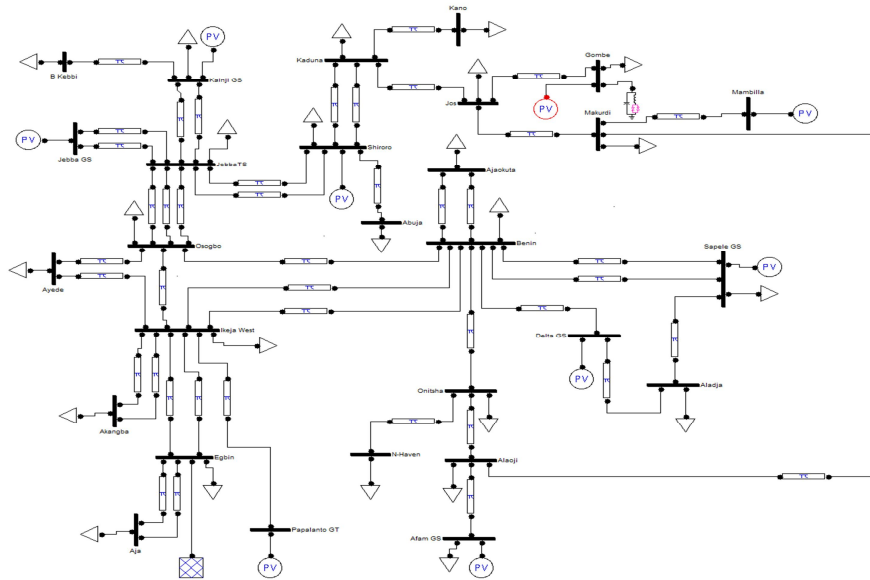 Kano
B Kebbi
PV
Kainji GS
Kaduna
Gombe
PV
Jos
Makurdi
Mambilla
PV
PV
Jebba GS
JebbaTS
Shiroro
PV
Ajaokuta
Abuja
Osogbo
Benin
Sapele GS
PV
Ayede
Ikeja West
Delta GS
PV
Aladja
Akangba
Onitsha
N-Haven
Alaoji
Egbin
Aja
Papalanto GT
PV
Afam GS
PV